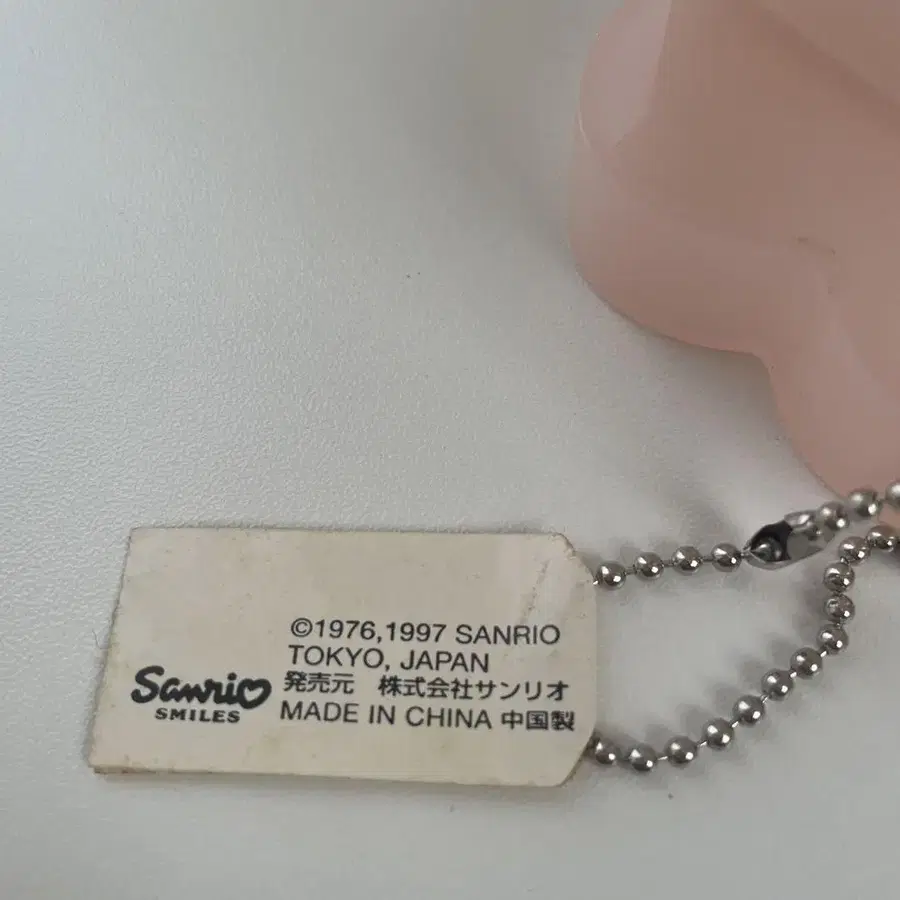 ©1976,1997 SANRIO
TOKYO, JAPAN
発売元　株式会社サンリオ
MADE IN CHINA 中国製
Sanrio
SMILES